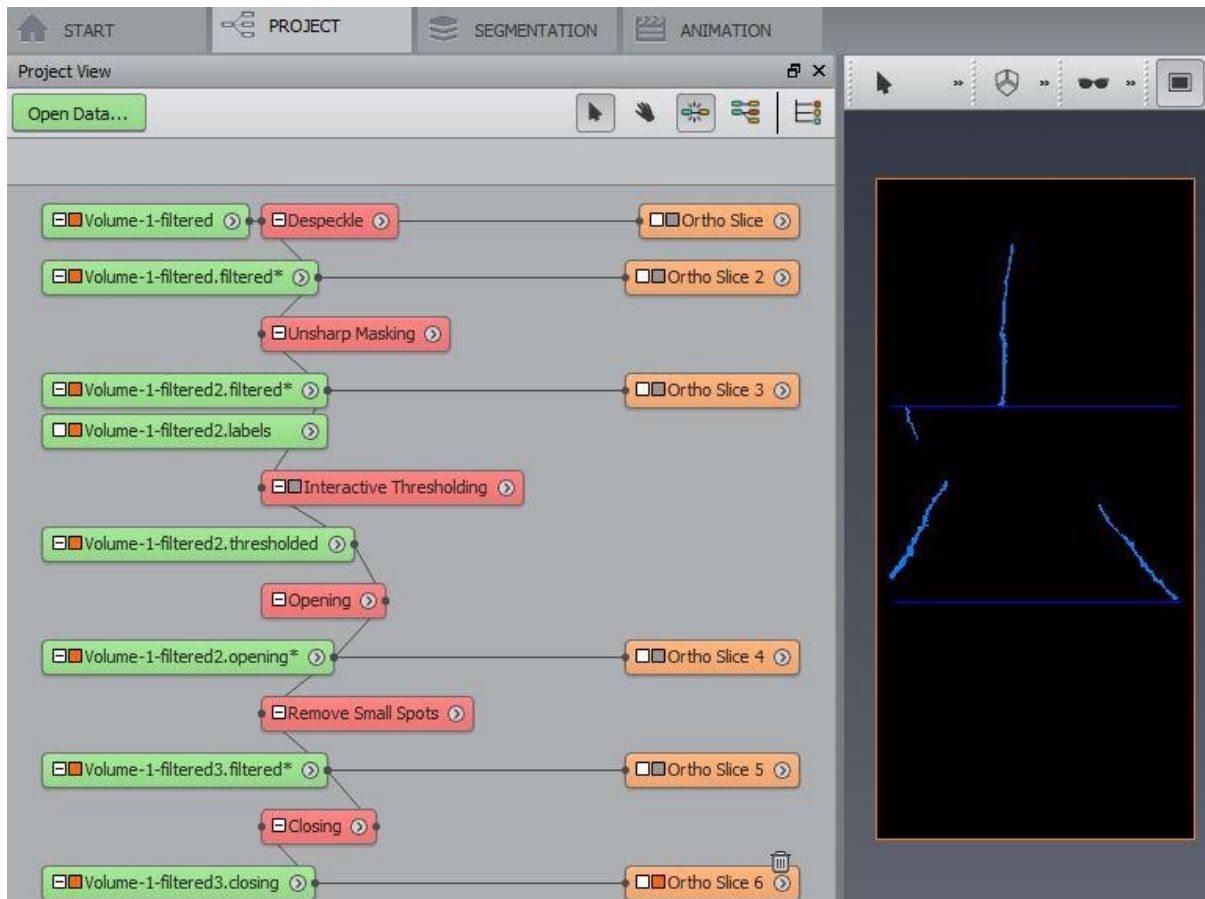 START
PROJECT
SEGMENTATION
ANIMATION
Project View
Open Data...
Volume-1-filtered
Despeckle
Ortho Slice
Volume-1-filtered.filtered*
Ortho Slice 2
Unsharp Masking
Volume-1-filtered2.filtered*
Ortho Slice 3
Volume-1-filtered2.labels
Interactive Thresholding
Volume-1-filtered2.thresholded
Opening
Volume-1-filtered2.opening*
Ortho Slice 4
Remove Small Spots
Volume-1-filtered3.filtered*
Ortho Slice 5
Closing
Volume-1-filtered3.closing
Ortho Slice 6